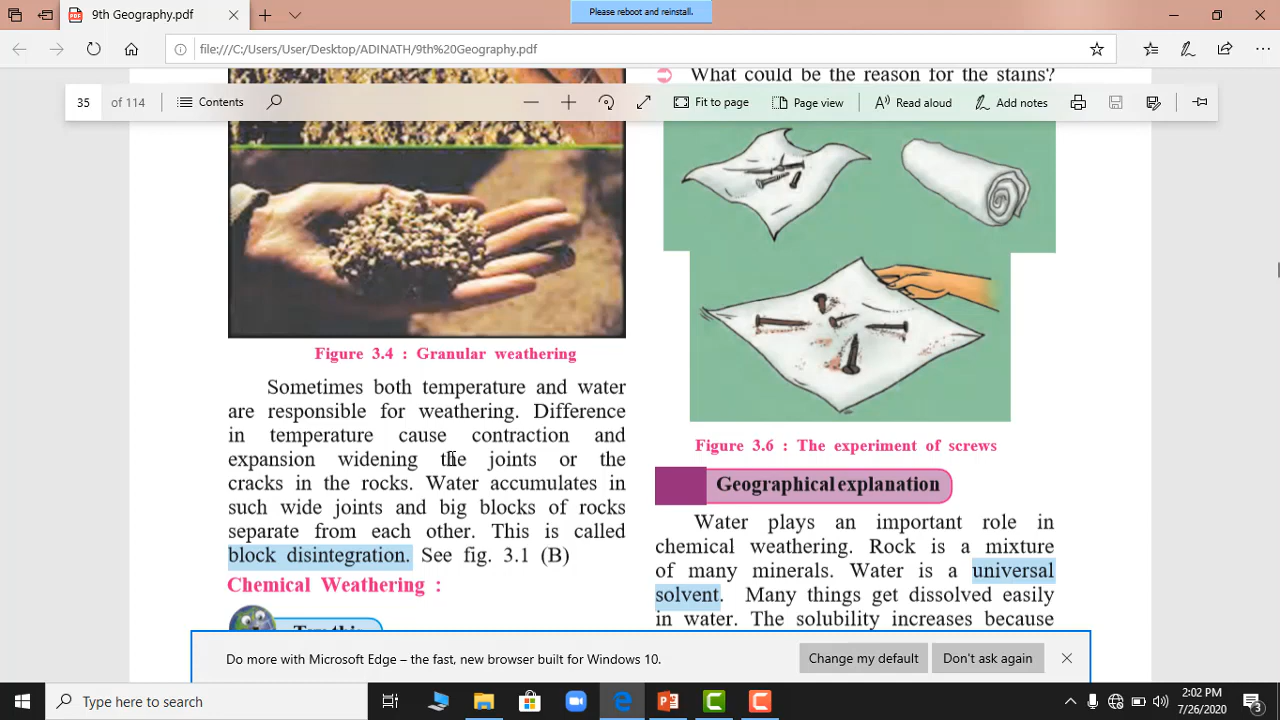 9th Geography.pdf
Please reboot and reinstall.
file:///C:/Users/User/Desktop/ADINATH/9th%20Geography.pdf
35 of 114
Contents
Fit to page
Page view
Read aloud
Add notes
Figure 3.4 : Granular weathering
Sometimes both temperature and water
are responsible for weathering. Difference
in temperature cause contraction and
expansion widening the joints or the
cracks in the rocks. Water accumulates in
such wide joints and big blocks of rocks
separate from each other. This is called
block disintegration. See fig. 3.1 (B)
Chemical Weathering :
What could be the reason for the stains?
Figure 3.6 : The experiment of screws
Geographical explanation
Water plays an important role in
chemical weathering. Rock is a mixture
of many minerals. Water is a universal
solvent. Many things get dissolved easily
in water. The solubility increases because
Do more with Microsoft Edge – the fast, new browser built for Windows 10.
Change my default
Don't ask again
Type here to search
2:02 PM
7/26/2020
3